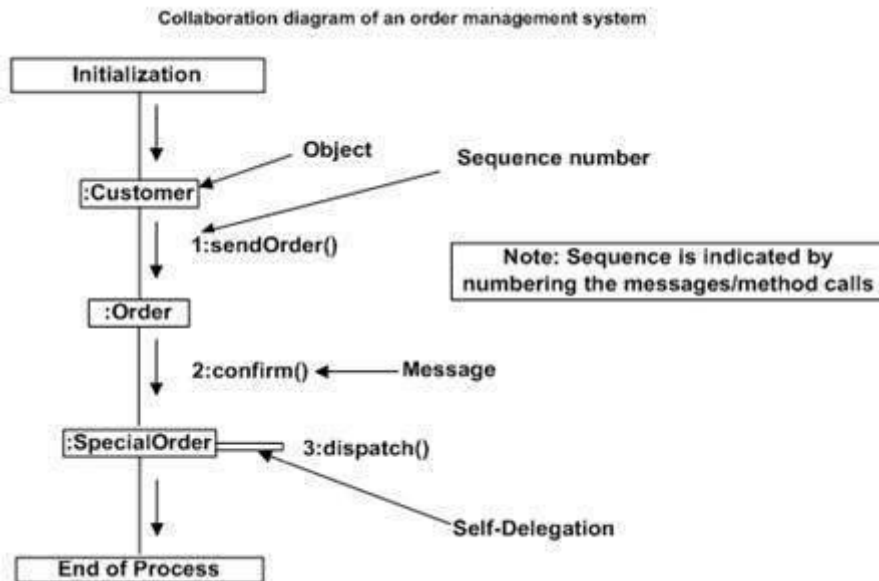 Collaboration diagram of an order management system
Initialization
Object
Sequence number
:Customer
1:sendOrder()
Note: Sequence is indicated by
numbering the messages/method calls
:Order
2:confirm()
Message
:SpecialOrder
3:dispatch()
Self-Delegation
End of Process